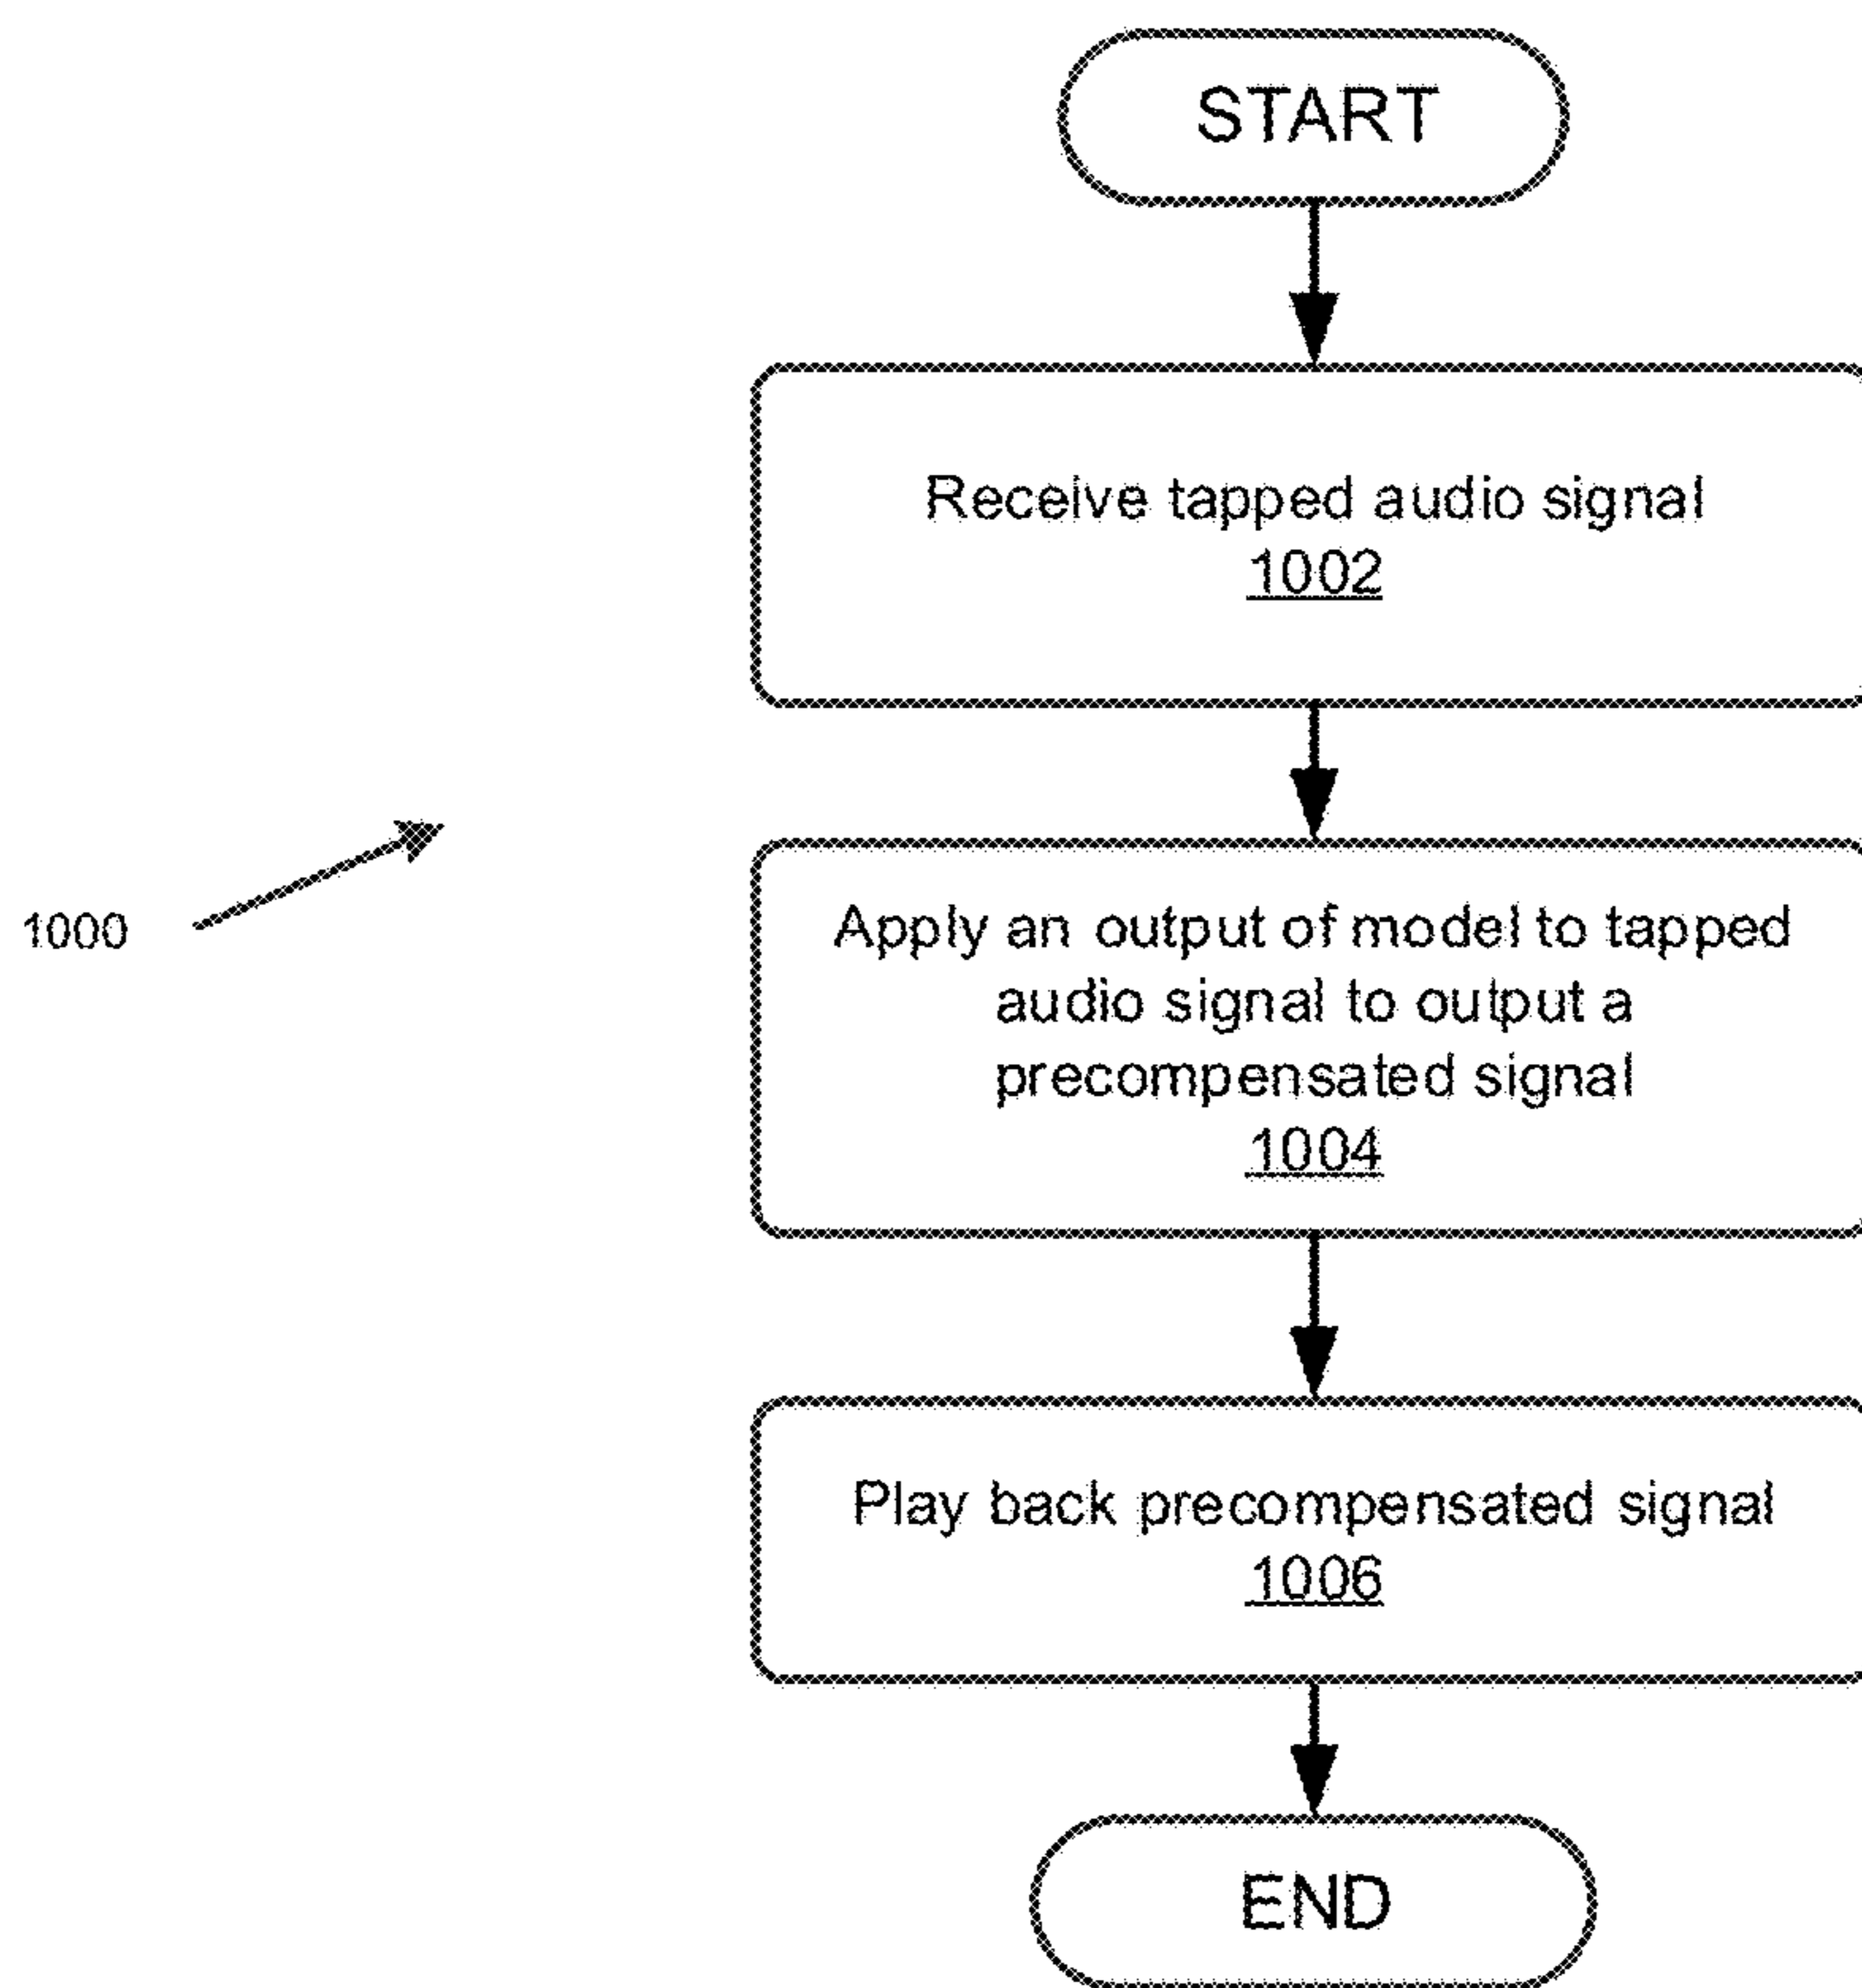 START
Receive tapped audio signal
1002
1000
Apply an output of model to tapped
audio signal to output a
precompensated signal
1004
Play back precompensated signal
1006
END